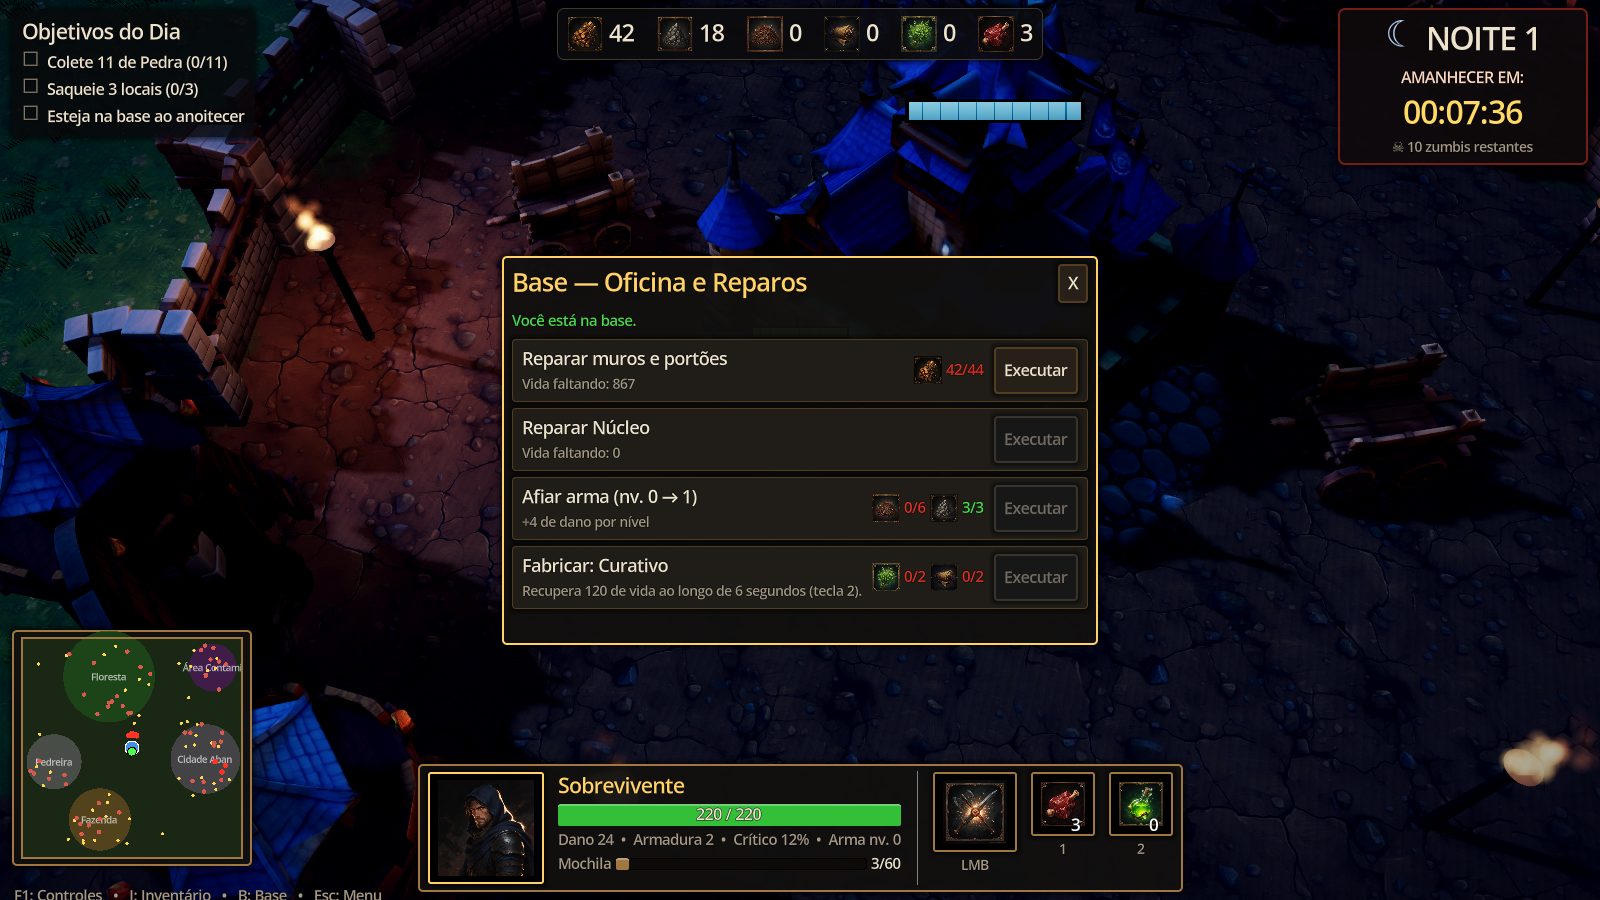 Objetivos do Dia
Colete 11 de Pedra (0/11)
Saqueie 3 locais (0/3)
Esteja na base ao anoitecer
42 18 0 0 0 3
NOITE 1
AMANHECER EM:
00:07:36
10 zumbis restantes
Base — Oficina e Reparos X
Você está na base.
Reparar muros e portões
Vida faltando: 867
42/44 Executar
Reparar Núcleo
Vida faltando: 0
Executar
Afiar arma (nv. 0 → 1)
+4 de dano por nível
0/6 3/3 Executar
Fabricar: Curativo
Recupera 120 de vida ao longo de 6 segundos (tecla 2).
0/2 0/2 Executar
Floresta
Área Contami
Pedreira
Cidade Aban
Fazenda
Sobrevivente
220 / 220
Dano 24 • Armadura 2 • Crítico 12% • Arma nv. 0
Mochila 3/60
3 0
LMB 1 2
F1: Controles • I: Inventário • B: Base • Esc: Menu